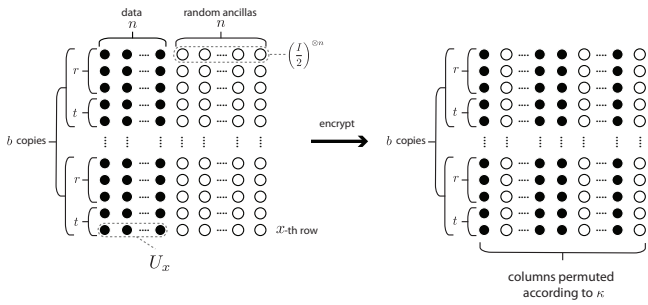 data
random ancillas
n
n
(I/2)^{⊗n}
r
t
b copies
encrypt
b copies
r
t
r
t
r
t
x-th row
U_x
columns permuted
according to κ